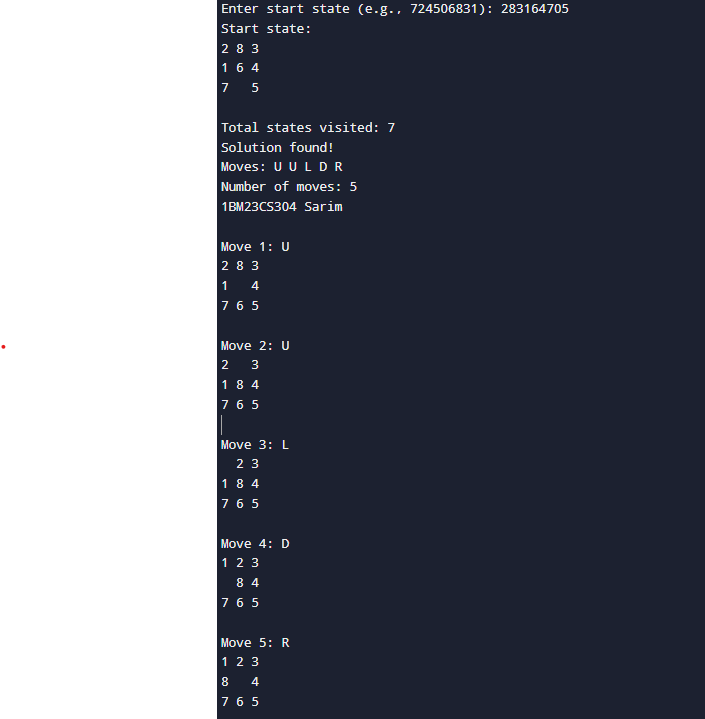 Enter start state (e.g., 724506831): 283164705
Start state:
2 8 3
1 6 4
7   5

Total states visited: 7
Solution found!
Moves: U U L D R
Number of moves: 5
1BM23CS304 Sarim

Move 1: U
2 8 3
1   4
7 6 5

Move 2: U
2   3
1 8 4
7 6 5

Move 3: L
  2 3
1 8 4
7 6 5

Move 4: D
1 2 3
  8 4
7 6 5

Move 5: R
1 2 3
8   4
7 6 5